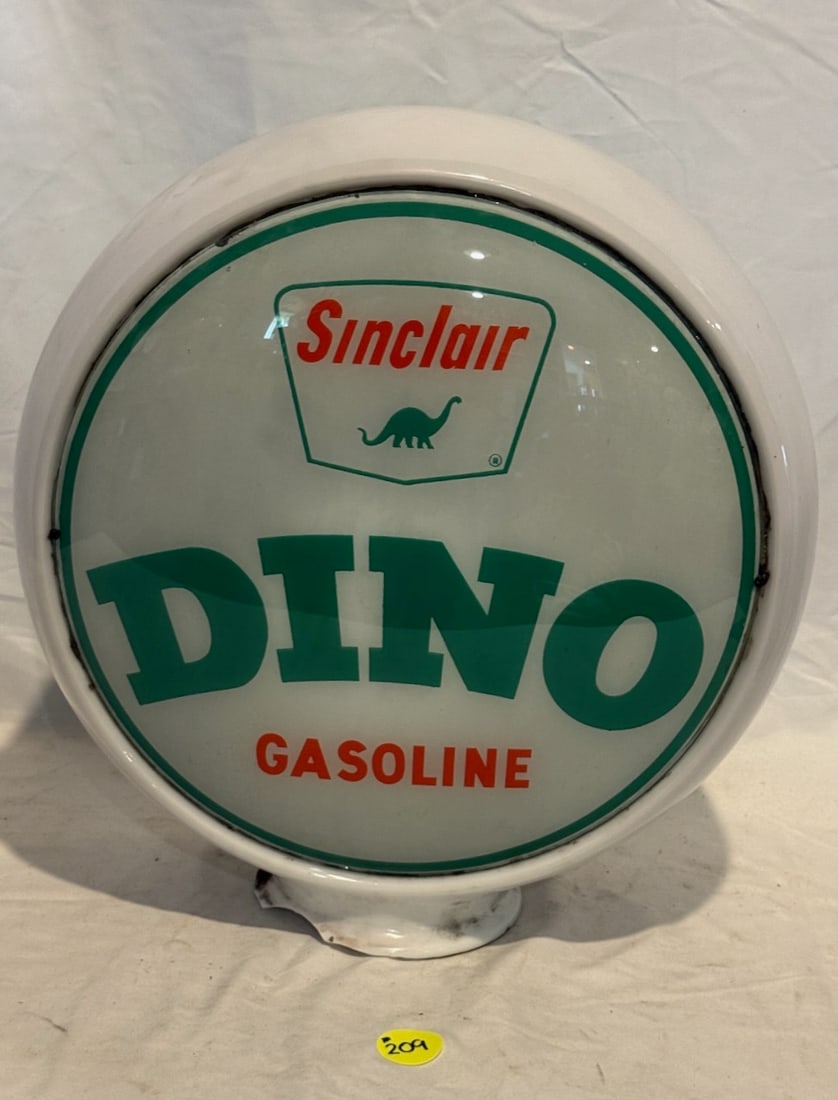 Sinclair
®
DINO
GASOLINE
209